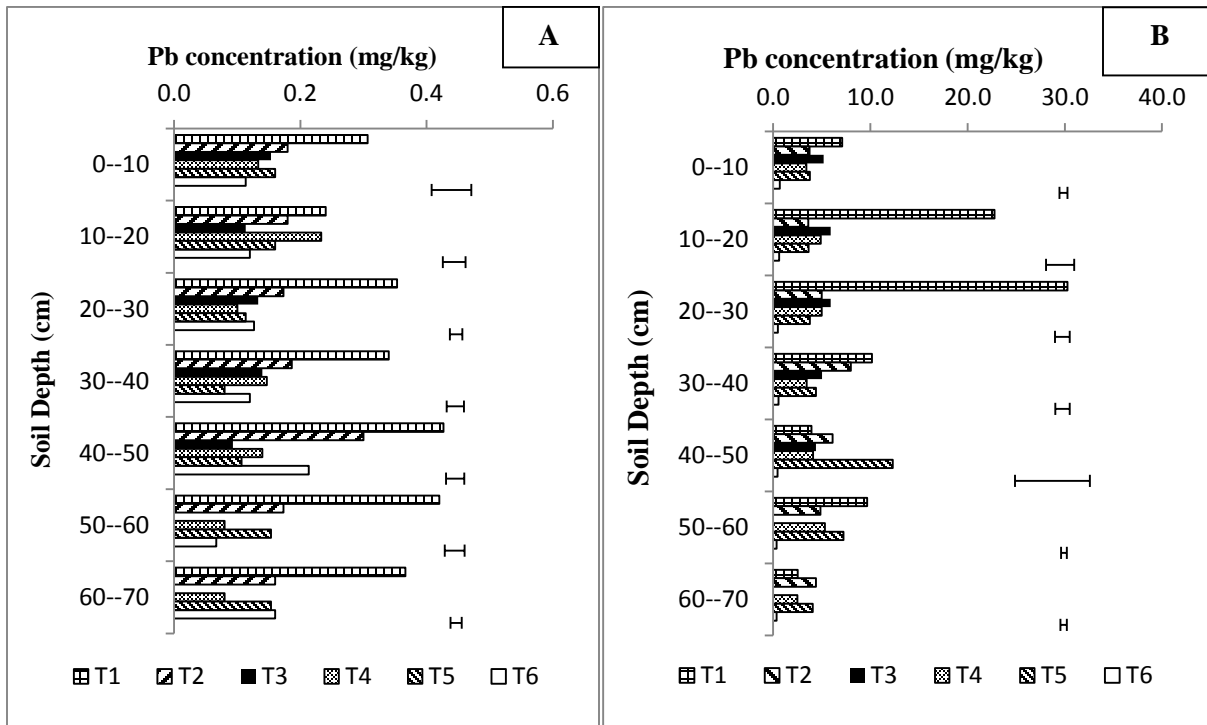 A
Pb concentration (mg/kg)
0.0 0.2 0.4 0.6
Soil Depth (cm)
0--10
10--20
20--30
30--40
40--50
50--60
60--70
T1 T2 T3 T4 T5 T6
B
Pb concentration (mg/kg)
0.0 10.0 20.0 30.0 40.0
Soil Depth (cm)
0--10
10--20
20--30
30--40
40--50
50--60
60--70
T1 T2 T3 T4 T5 T6